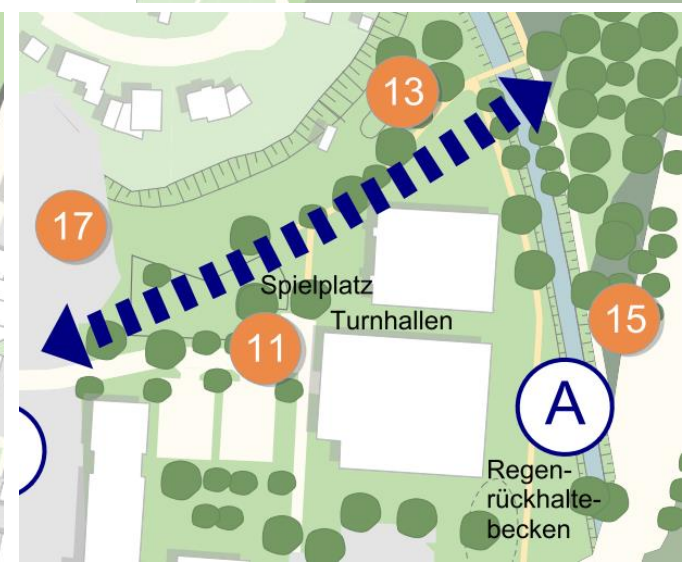 13
17
Spielplatz
Turnhallen
11
15
A
Regen-
rückhalte-
becken